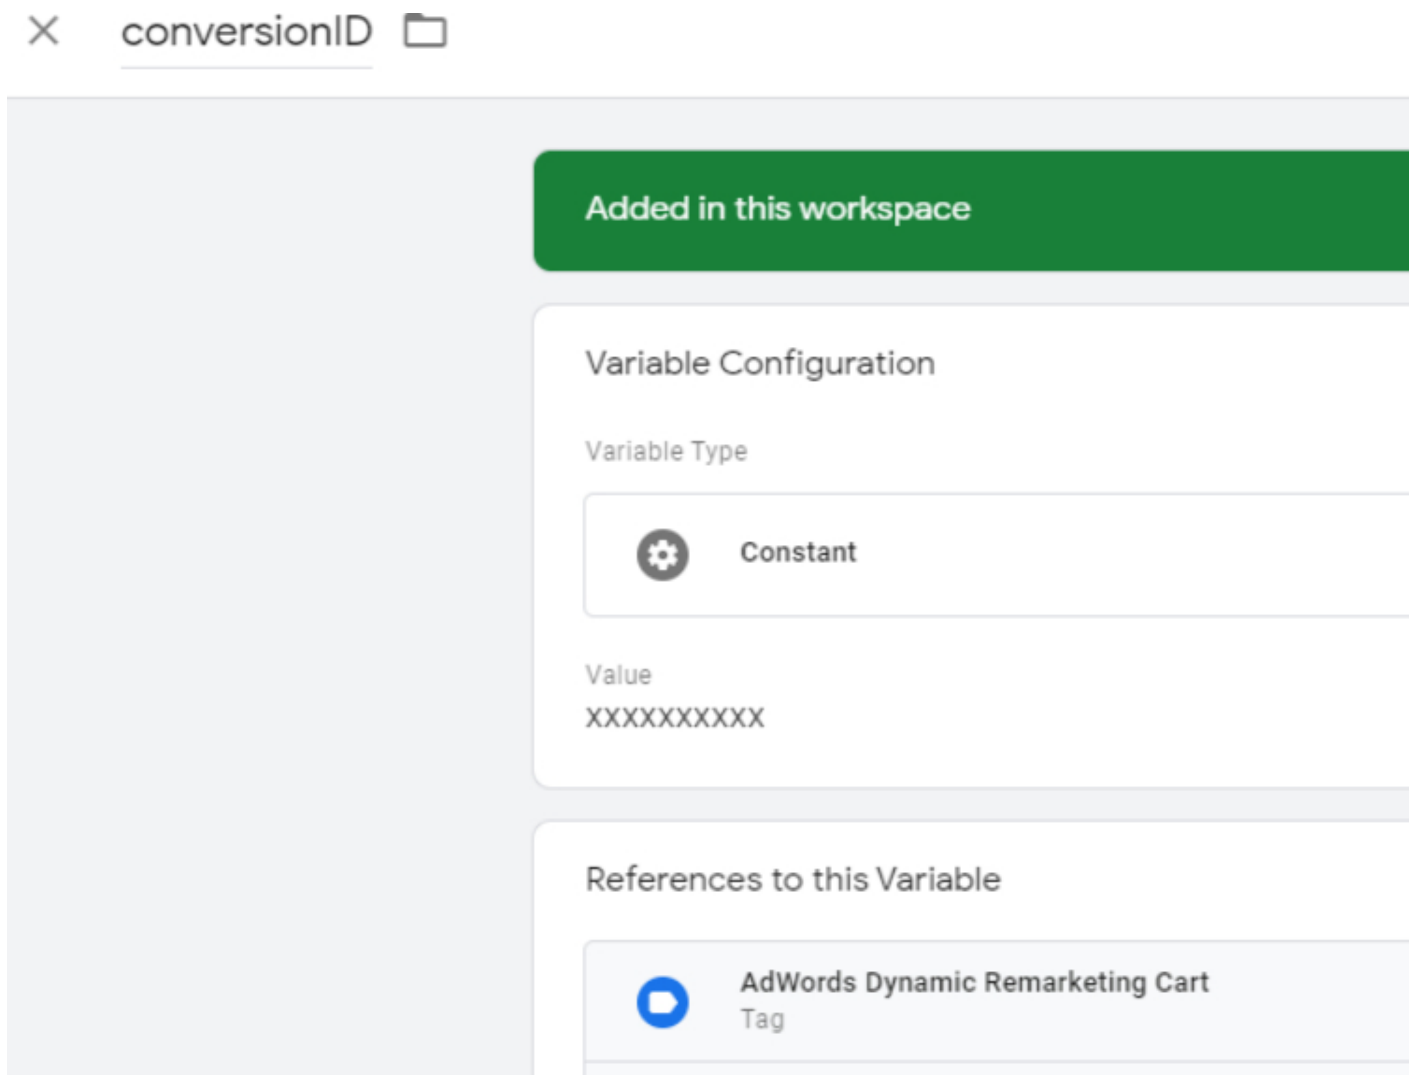 conversionID
Added in this workspace
Variable Configuration
Variable Type
Constant
Value
XXXXXXXXXX
References to this Variable
AdWords Dynamic Remarketing Cart
Tag